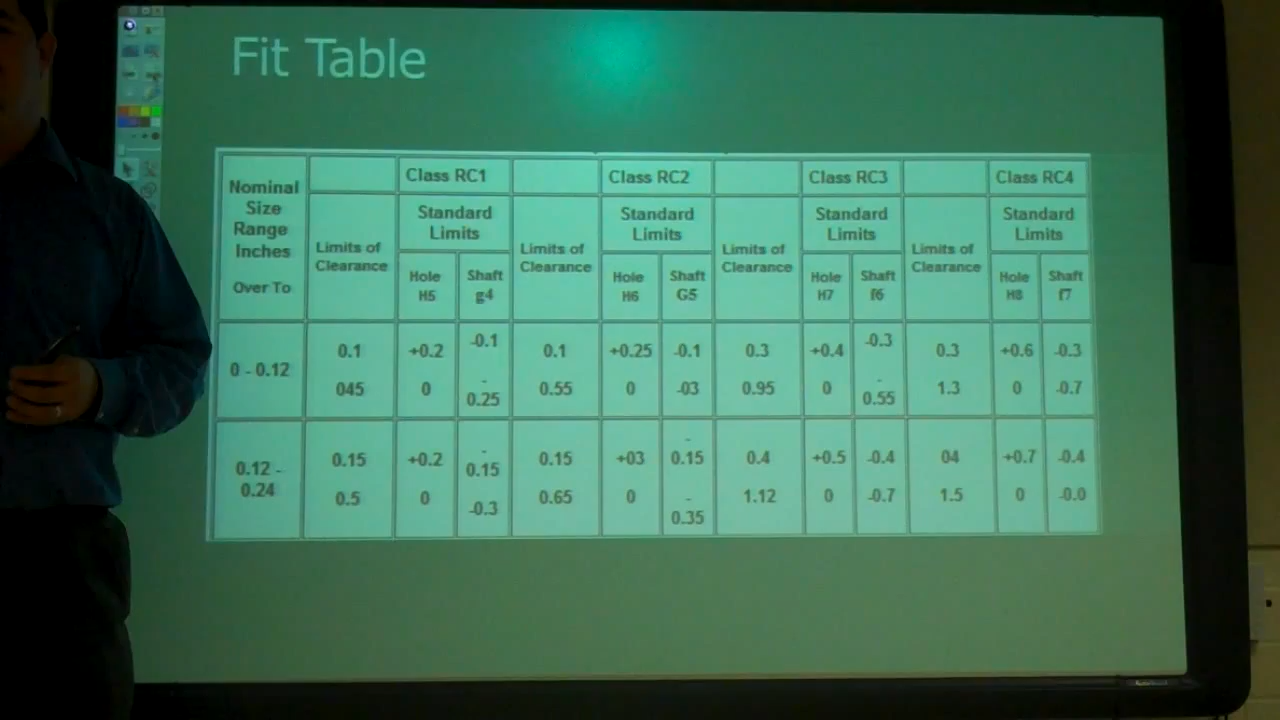 Fit Table
Nominal Size Range Inches Over To
Class RC1 Class RC2 Class RC3 Class RC4
Limits of Clearance Standard Limits Limits of Clearance Standard Limits Limits of Clearance Standard Limits Limits of Clearance Standard Limits
Hole H5 Shaft g4 Hole H6 Shaft G5 Hole H7 Shaft f6 Hole H8 Shaft f7
0 - 0.12 0.1 +0.2 -0.1 0.1 +0.25 -0.1 0.3 +0.4 -0.3 0.3 +0.6 -0.3
045 0 - 0.25 0.55 0 -03 0.95 0 - 0.55 1.3 0 -0.7
0.12 - 0.24 0.15 +0.2 - 0.15 0.15 +03 - 0.15 0.4 +0.5 -0.4 04 +0.7 -0.4
0.5 0 -0.3 0.65 0 - 0.35 1.12 0 -0.7 1.5 0 -0.0